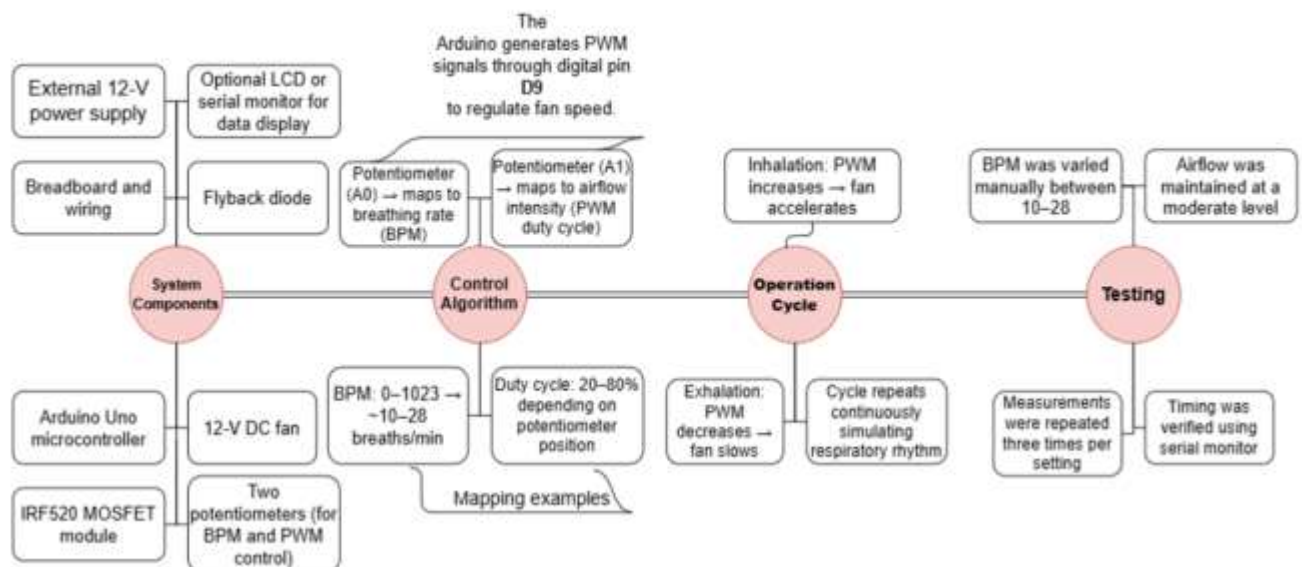 The
Arduino generates PWM
signals through digital pin
D9
to regulate fan speed.
External 12-V
power supply
Optional LCD or
serial monitor for
data display
Breadboard and
wiring
Flyback diode
System
Components
Arduino Uno
microcontroller
12-V DC fan
IRF520 MOSFET
module
Two
potentiometers (for
BPM and PWM
control)
Potentiometer
(A0) → maps to
breathing rate
(BPM)
Potentiometer (A1)
→ maps to airflow
intensity (PWM
duty cycle)
Control
Algorithm
BPM: 0–1023 →
~10–28
breaths/min
Duty cycle: 20–80%
depending on
potentiometer
position
Mapping examples
Inhalation: PWM
increases → fan
accelerates
Operation
Cycle
Exhalation:
PWM
decreases →
fan slows
Cycle repeats
continuously
simulating
respiratory rhythm
BPM was varied
manually between
10–28
Airflow was
maintained at a
moderate level
Testing
Measurements
were repeated
three times per
setting
Timing was
verified using
serial monitor